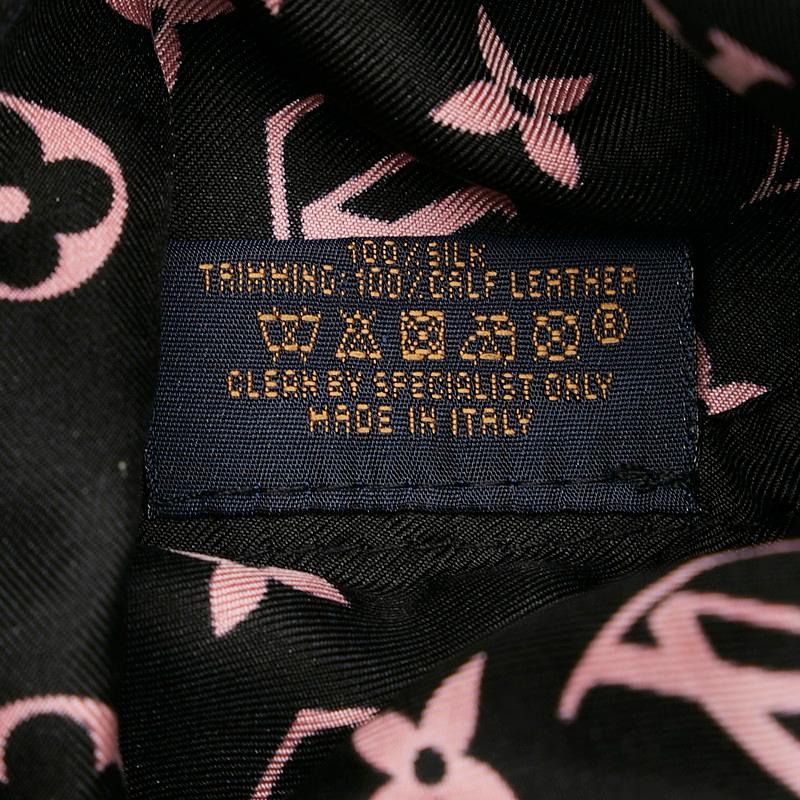 100% SILK
TRIMMING: 100% CALF LEATHER
®
CLEAN BY SPECIALIST ONLY
MADE IN ITALY